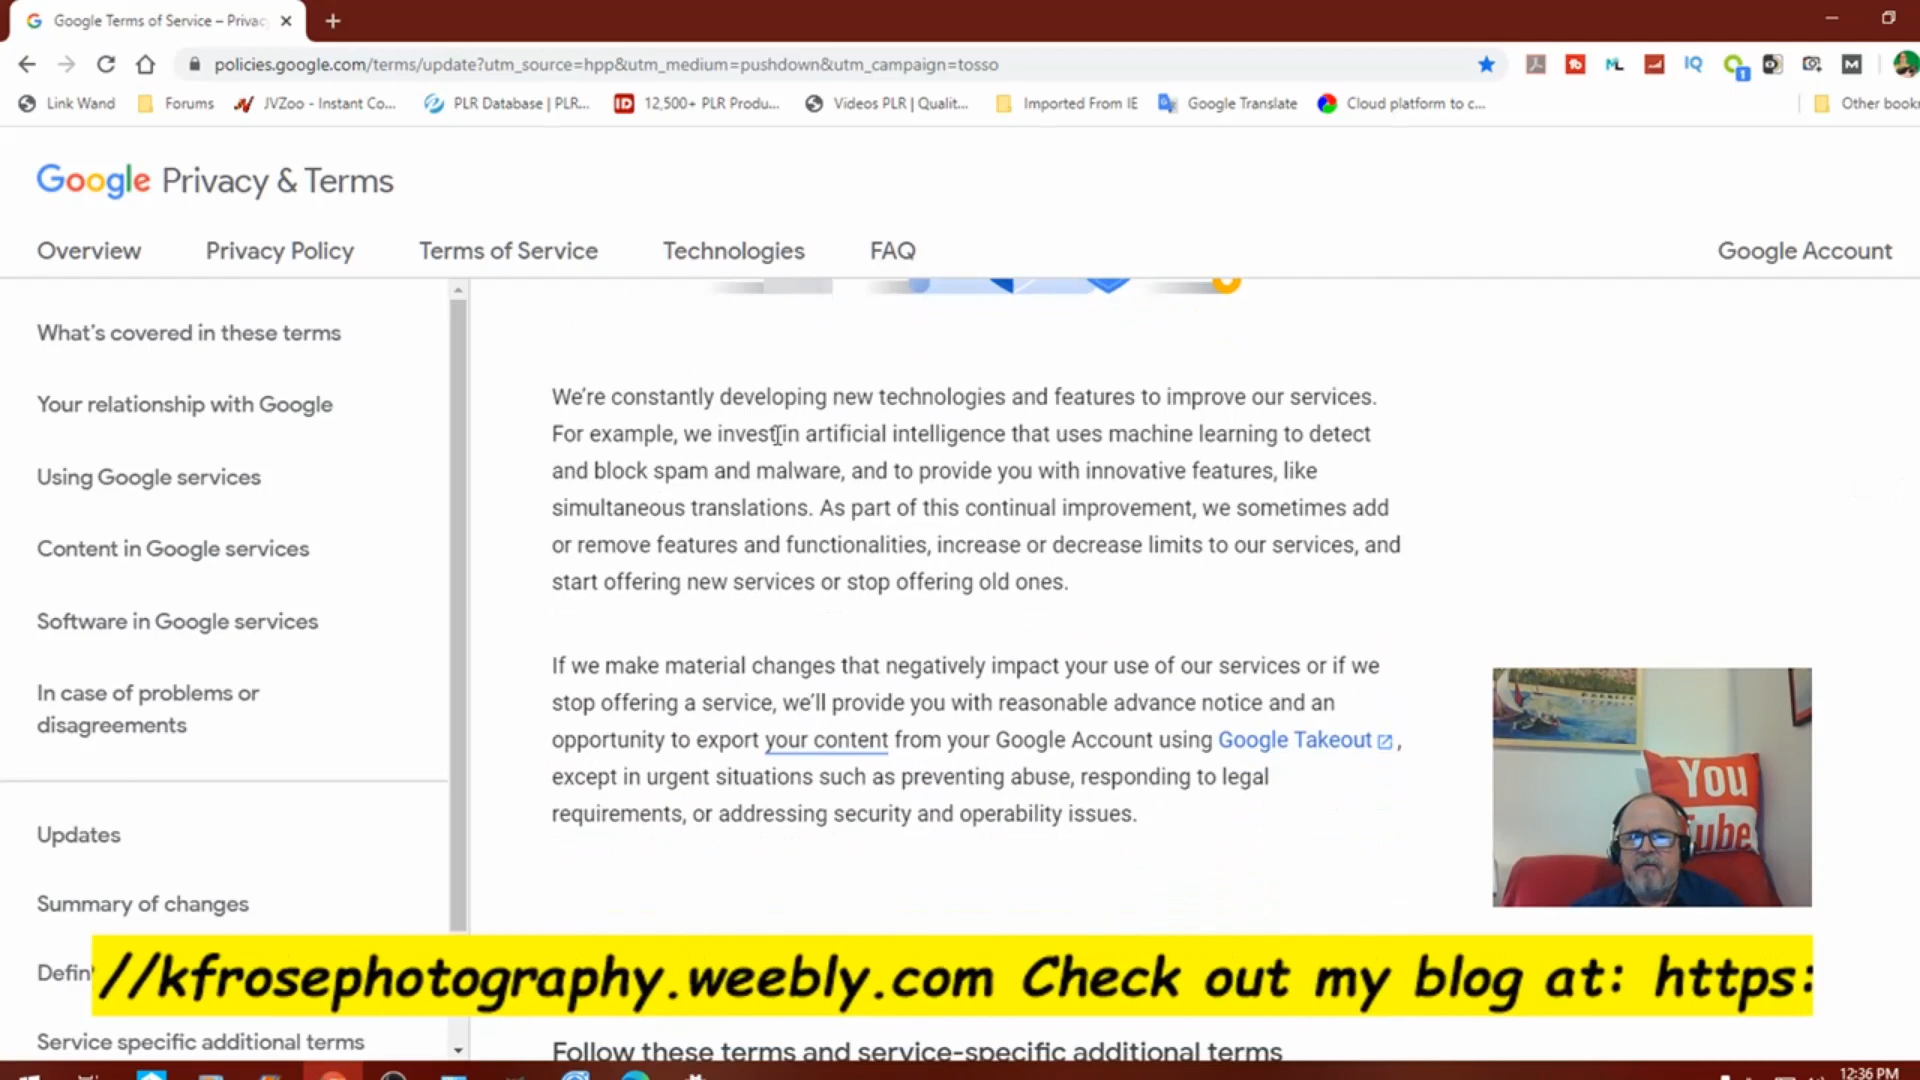 Google Terms of Service – Privac
policies.google.com/terms/update?utm_source=hpp&utm_medium=pushdown&utm_campaign=tosso
Link Wand Forums JVZoo - Instant Co... PLR Database | PLR... 12,500+ PLR Produ... Videos PLR | Qualit... Imported From IE Google Translate Cloud platform to c... Other book
Google Privacy & Terms
Overview Privacy Policy Terms of Service Technologies FAQ Google Account
What's covered in these terms
Your relationship with Google
Using Google services
Content in Google services
Software in Google services
In case of problems or
disagreements
Updates
Summary of changes
Defin
Service specific additional terms
We're constantly developing new technologies and features to improve our services.
For example, we invest in artificial intelligence that uses machine learning to detect
and block spam and malware, and to provide you with innovative features, like
simultaneous translations. As part of this continual improvement, we sometimes add
or remove features and functionalities, increase or decrease limits to our services, and
start offering new services or stop offering old ones.
If we make material changes that negatively impact your use of our services or if we
stop offering a service, we'll provide you with reasonable advance notice and an
opportunity to export your content from your Google Account using Google Takeout ,
except in urgent situations such as preventing abuse, responding to legal
requirements, or addressing security and operability issues.
You
Tube
//kfrosephotography.weebly.com Check out my blog at: https:
Follow these terms and service-specific additional terms
12:36 PM